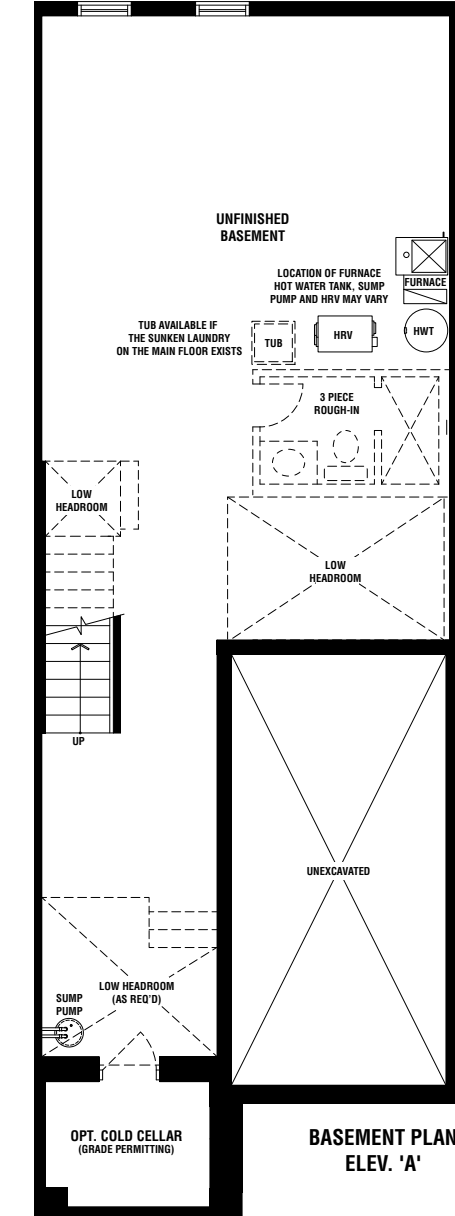 UNFINISHED
BASEMENT
LOCATION OF FURNACE
HOT WATER TANK, SUMP
PUMP AND HRV MAY VARY
FURNACE
TUB AVAILABLE IF
THE SUNKEN LAUNDRY
ON THE MAIN FLOOR EXISTS
TUB
HRV
HWT
3 PIECE
ROUGH-IN
LOW
HEADROOM
LOW
HEADROOM
UP
UNEXCAVATED
LOW HEADROOM
(AS REQ'D)
SUMP
PUMP
OPT. COLD CELLAR
(GRADE PERMITTING)
BASEMENT PLAN
ELEV. 'A'